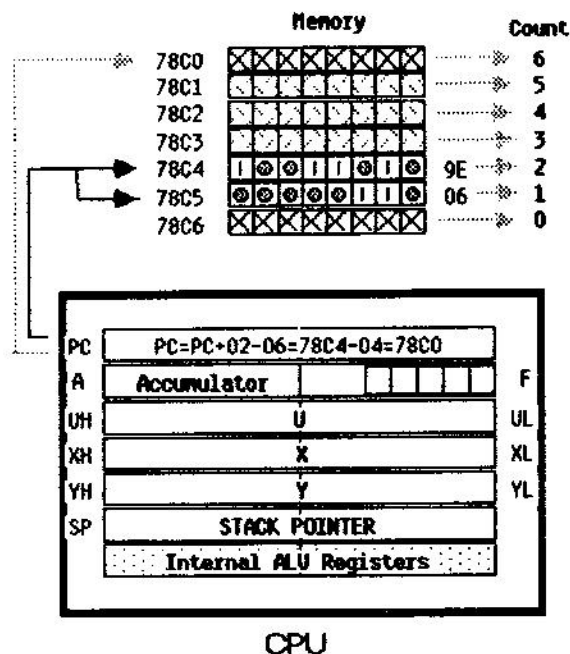 Memory Count
78C0 6
78C1 5
78C2 4
78C3 3
78C4 9E 2
78C5 06 1
78C6 0
PC PC=PC+02-06=78C4-04=78C0
A Accumulator F
UH U UL
XH X XL
YH Y YL
SP STACK POINTER
Internal ALU Registers
CPU